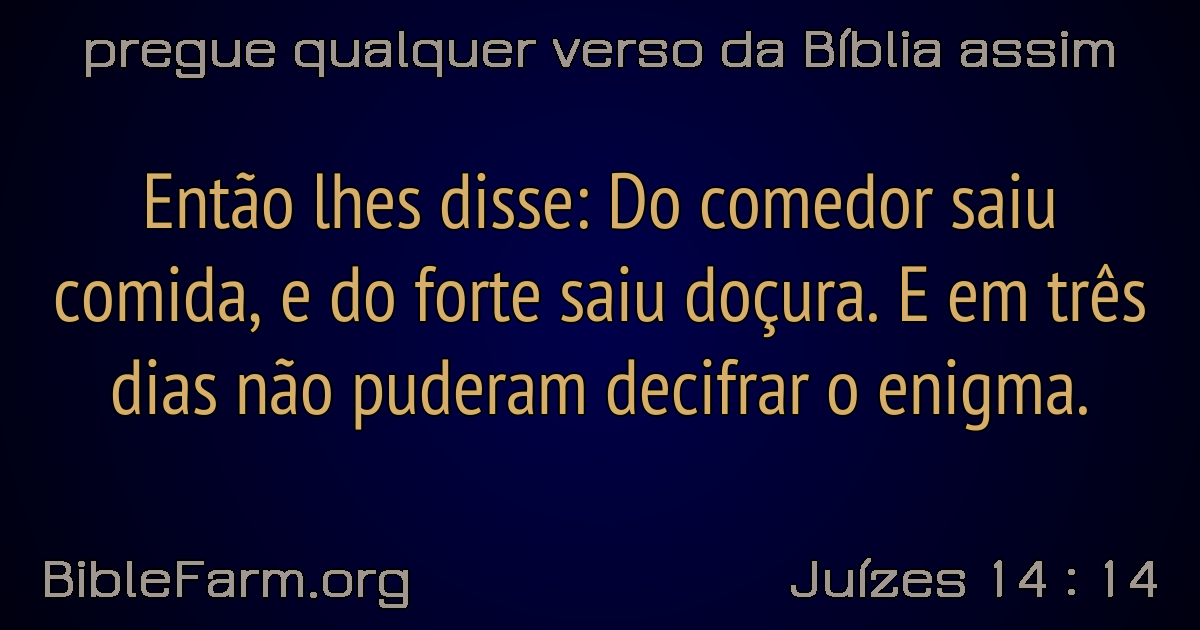 pregue qualquer verso da Bíblia assim
Então lhes disse: Do comedor saiu
comida, e do forte saiu doçura. E em três
dias não puderam decifrar o enigma.
BibleFarm.org
Juízes 14 : 14